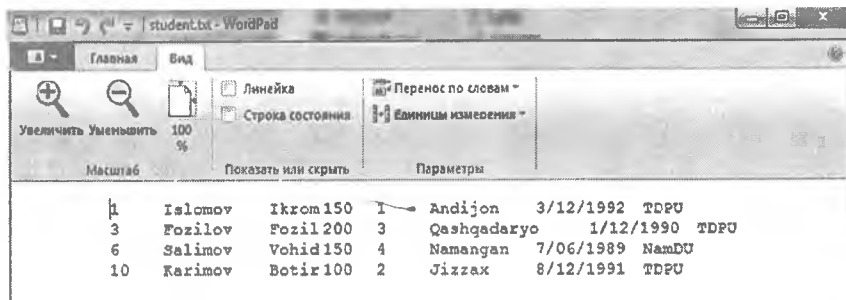 student.txt - WordPad
Главная Вид
Увеличить Уменьшить 100 %
Масштаб
Линейка
Строка состояния
Показать или скрыть
Перенос по словам
Единицы измерения
Параметры
1 Islomov Ikrom 150 1 Andijon 3/12/1992 TDPU
3 Fozilov Fozil 200 3 Qashqadaryo 1/12/1990 TDPU
6 Salimov Vohid 150 4 Namangan 7/06/1989 NamDU
10 Karimov Botir 100 2 Jizzax 8/12/1991 TDPU